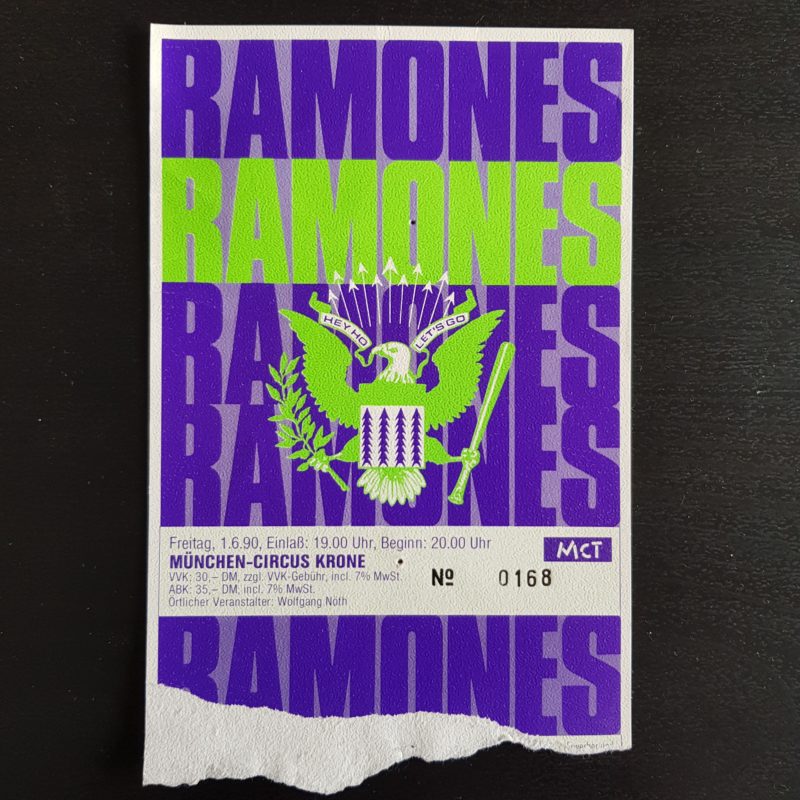 RAMONES
RAMONES
HEY HO LET'S GO
RAMONES
RAMONES
Freitag, 1.6.90, Einlaß: 19.00 Uhr, Beginn: 20.00 Uhr
MCT
MÜNCHEN-CIRCUS KRONE
VVK: 30,– DM, zzgl. VVK-Gebühr, incl. 7% MwSt.
Nº 0168
ABK: 35,– DM, incl. 7% MwSt.
Örtlicher Veranstalter: Wolfgang Nöth
RAMONES